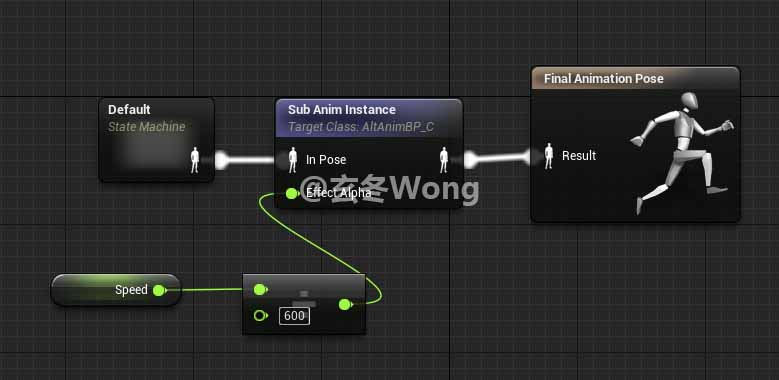 Default
State Machine
Sub Anim Instance
Target Class: AltAnimBP_C
In Pose
Effect Alpha
Final Animation Pose
Result
@玄冬Wong
Speed
600